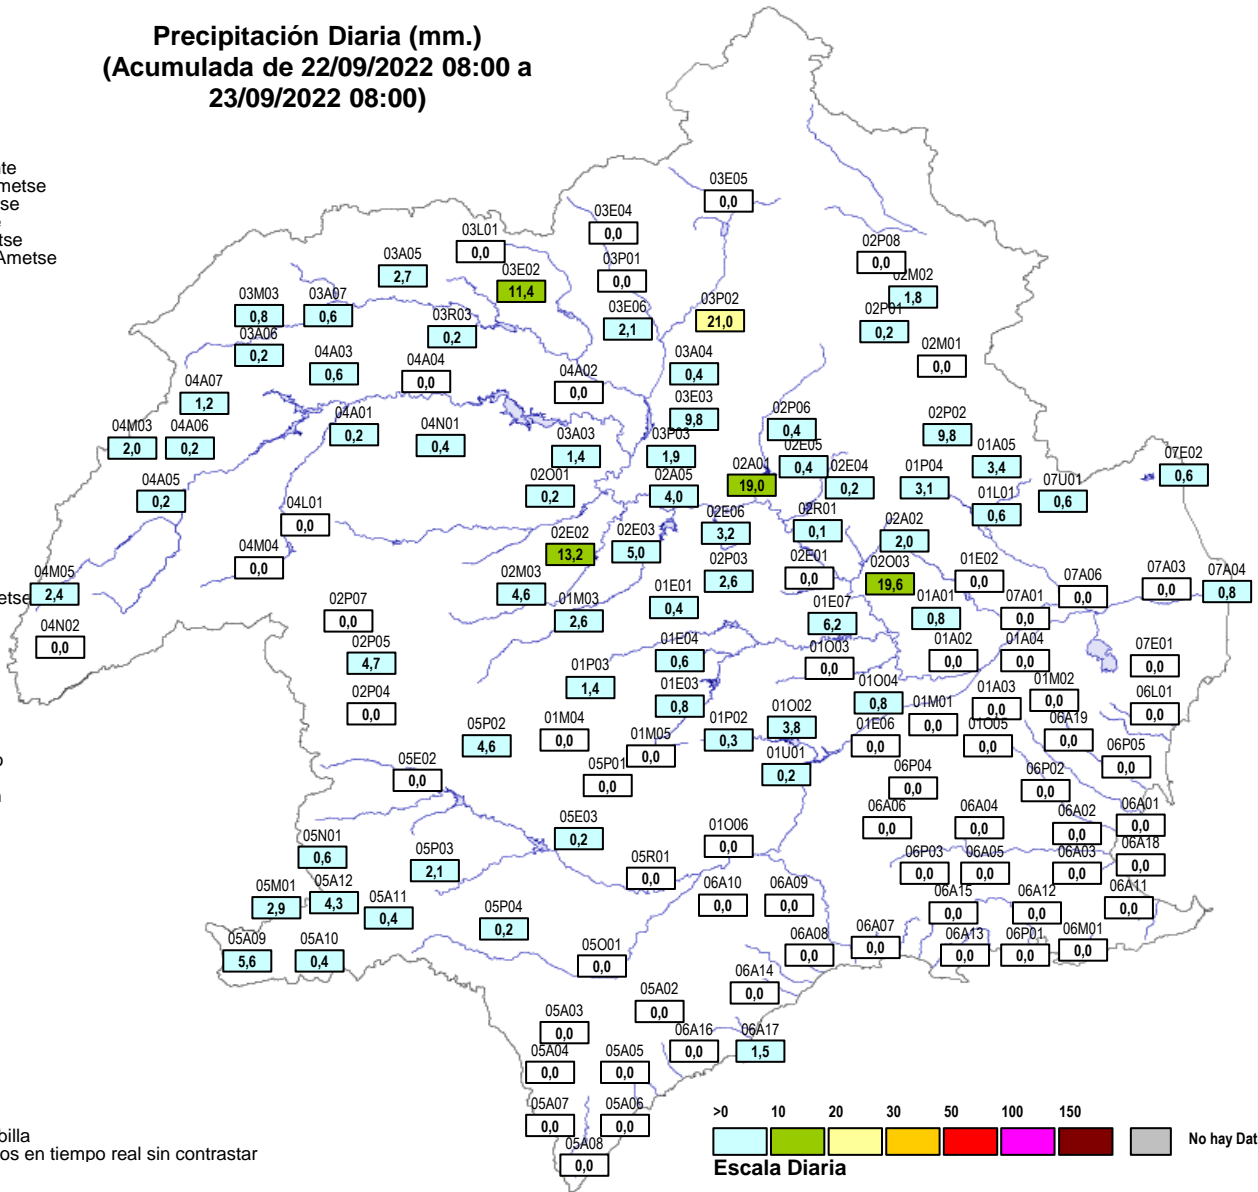 Precipitación Diaria (mm.)
(Acumulada de 22/09/2022 08:00 a
23/09/2022 08:00)
nte
metse
se
e
tse
Ametse
etse
o
n
billa
os en tiempo real sin contrastar
03E05
0,0
03E04
0,0
03L01
0,0
03P01
0,0
02P08
0,0
03A05
2,7
03E02
11,4
02M02
1,8
03M03
0,8
03A07
0,6
03R03
0,2
03E06
2,1
03P02
21,0
02P01
0,2
03A06
0,2
04A03
0,6
04A04
0,0
04A02
0,0
03A04
0,4
02M01
0,0
04A07
1,2
03E03
9,8
04M03
2,0
04A06
0,2
04A01
0,2
04N01
0,4
03A03
1,4
03P03
1,9
02P06
0,4
02P02
9,8
02E05
0,4
01A05
3,4
07E02
0,6
04A05
0,2
02O01
0,2
02A05
4,0
02A01
19,0
02E04
0,2
01P04
3,1
07U01
0,6
01L01
0,6
04L01
0,0
02E06
3,2
02R01
0,1
02A02
2,0
04M04
0,0
02E02
13,2
02E03
5,0
04M05
2,4
02M03
4,6
02P03
2,6
02E01
0,0
02O03
19,6
01E02
0,0
07A06
0,0
07A03
0,0
07A04
0,8
01E01
0,4
02P07
0,0
01M03
2,6
01E07
6,2
01A01
0,8
07A01
0,0
04N02
0,0
02P05
4,7
01E04
0,6
01O03
0,0
01A02
0,0
01A04
0,0
07E01
0,0
01P03
1,4
01E03
0,8
01O04
0,8
01A03
0,0
01M02
0,0
06L01
0,0
02P04
0,0
01M01
0,0
05P02
4,6
01M04
0,0
01M05
0,0
01P02
0,3
01O02
3,8
01E06
0,0
01O05
0,0
06A19
0,0
06P05
0,0
05E02
0,0
05P01
0,0
01U01
0,2
06P04
0,0
06P02
0,0
05E03
0,2
01O06
0,0
06A06
0,0
06A04
0,0
06A02
0,0
06A01
0,0
05N01
0,6
05P03
2,1
05R01
0,0
06P03
0,0
06A05
0,0
06A03
0,0
06A18
0,0
05M01
2,9
05A12
4,3
05A11
0,4
06A10
0,0
06A09
0,0
06A15
0,0
06A12
0,0
06A11
0,0
05P04
0,2
05A09
5,6
05A10
0,4
05O01
0,0
06A08
0,0
06A07
0,0
06A13
0,0
06P01
0,0
06M01
0,0
06A14
0,0
05A02
0,0
05A03
0,0
06A16
0,0
06A17
1,5
05A04
0,0
05A05
0,0
05A07
0,0
05A06
0,0
05A08
0,0
>0 10 20 30 50 100 150
No hay Dat
Escala Diaria